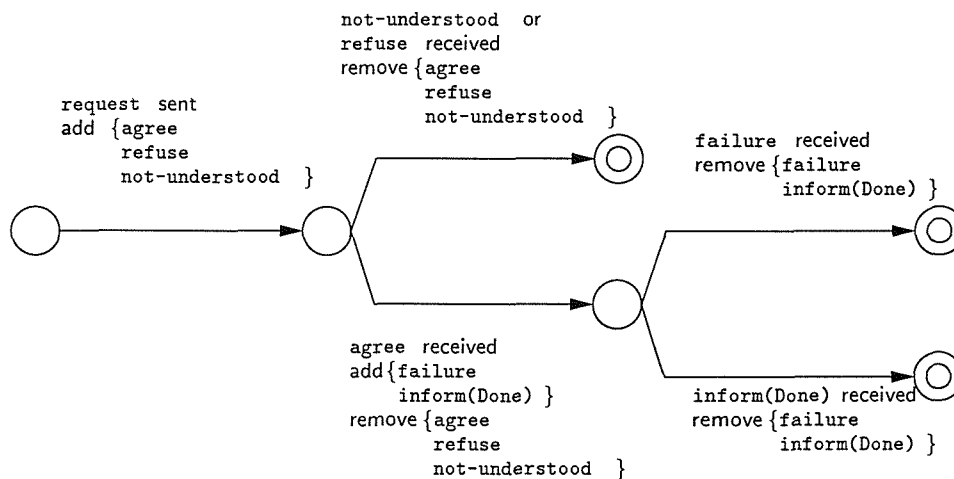 not-understood or
refuse received
remove {agree
refuse
not-understood }
request sent
add {agree
refuse
not-understood }
failure received
remove {failure
inform(Done) }
agree received
add{failure
inform(Done) }
remove {agree
refuse
not-understood }
inform(Done) received
remove {failure
inform(Done) }